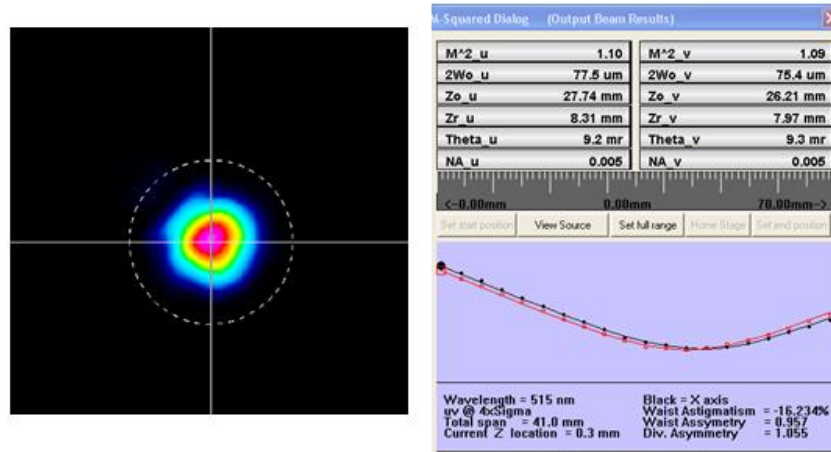 M-Squared Dialog (Output Beam Results)
M^2_u 1.10 M^2_v 1.09
2Wo_u 77.5 um 2Wo_v 75.4 um
Zo_u 27.74 mm Zo_v 26.21 mm
Zr_u 8.31 mm Zr_v 7.97 mm
Theta_u 9.2 mr Theta_v 9.3 mr
NA_u 0.005 NA_v 0.005
<-0.00mm 0.00mm 70.00mm->
Set start position View Source Set full range Home Stage Set end position
Wavelength = 515 nm Black = X axis
uv @ 4xSigma Waist Astigmatism = -16.234%
Total span = 41.0 mm Waist Assymetry = 0.957
Current Z location = 0.3 mm Div. Asymmetry = 1.055